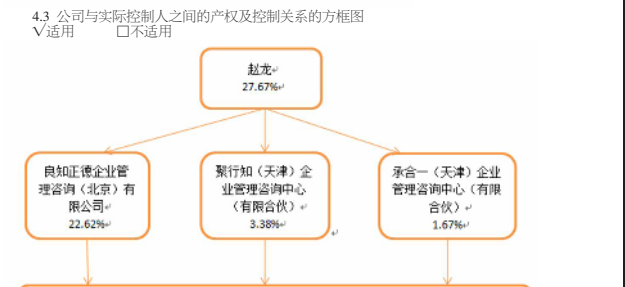 4.3 公司与实际控制人之间的产权及控制关系的方框图
√适用 □不适用
赵龙
27.67%
良知正德企业管
理咨询（北京）有
限公司
22.62%
聚行知（天津）企
业管理咨询中心
（有限合伙）
3.38%
承合一（天津）企业
管理咨询中心（有限
合伙）
1.67%